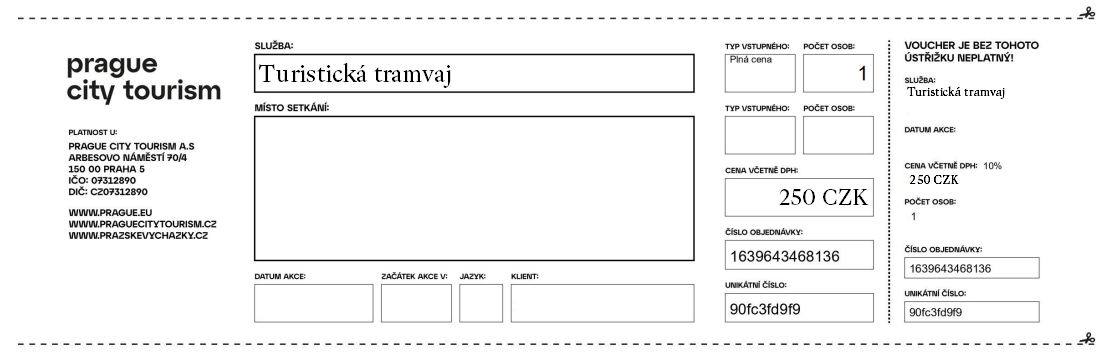 prague
city tourism
PLATNOST U:
PRAGUE CITY TOURISM A.S
ARBESOVO NÁMĚSTÍ 70/4
150 00 PRAHA 5
IČO: 07312890
DIČ: CZ07312890
WWW.PRAGUE.EU
WWW.PRAGUECITYTOURISM.CZ
WWW.PRAZSKEVYCHAZKY.CZ
SLUŽBA:
Turistická tramvaj
MÍSTO SETKÁNÍ:
DATUM AKCE: ZAČÁTEK AKCE V: JAZYK: KLIENT:
TYP VSTUPNÉHO: POČET OSOB:
Plná cena 1
TYP VSTUPNÉHO: POČET OSOB:
CENA VČETNĚ DPH:
250 CZK
ČÍSLO OBJEDNÁVKY:
1639643468136
UNIKÁTNÍ ČÍSLO:
90fc3fd9f9
VOUCHER JE BEZ TOHOTO
ÚSTŘIŽKU NEPLATNÝ!
SLUŽBA:
Turistická tramvaj
DATUM AKCE:
CENA VČETNĚ DPH: 10%
250 CZK
POČET OSOB:
1
ČÍSLO OBJEDNÁVKY:
1639643468136
UNIKÁTNÍ ČÍSLO:
90fc3fd9f9